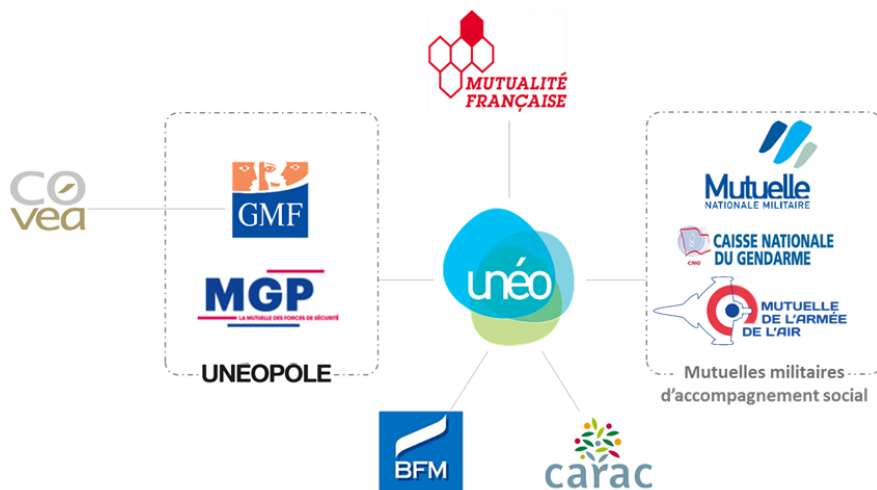 MUTUALITÉ
FRANÇAISE
CO
véa
GMF
MGP
LA MUTUELLE DES FORCES DE SÉCURITÉ
UNÉOPOLE
unéo
Mutuelle
NATIONALE MILITAIRE
CNG
CAISSE NATIONALE
DU GENDARME
MUTUELLE
DE L'ARMÉE
DE L'AIR
Mutuelles militaires
d'accompagnement social
BFM
carac